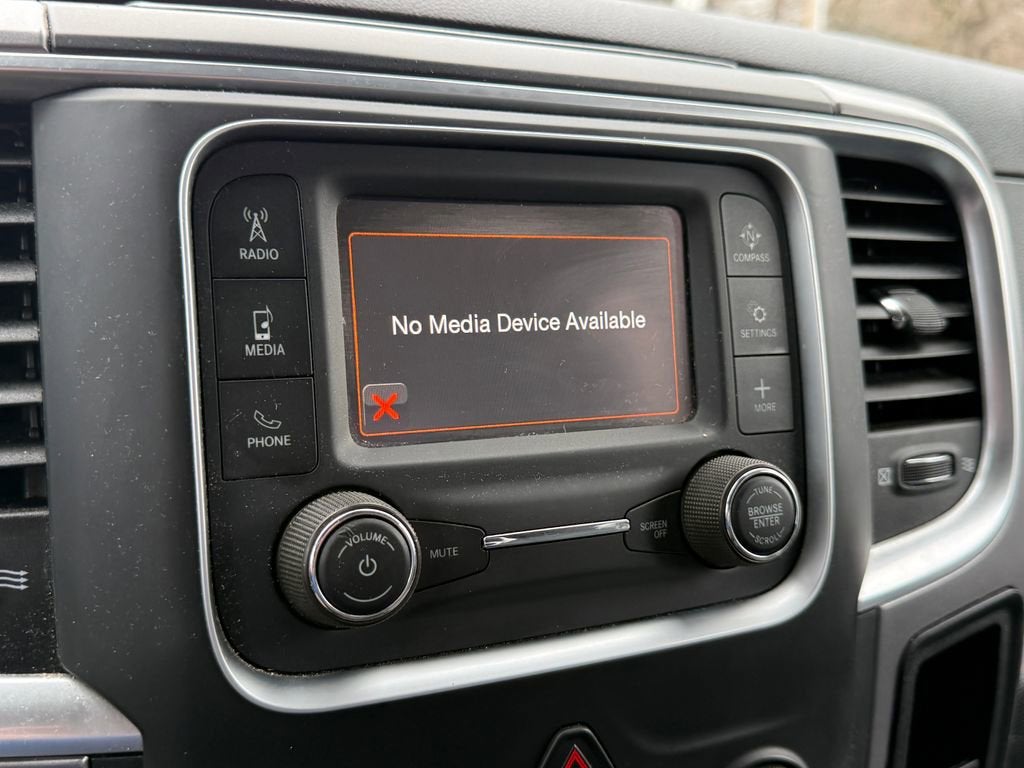 RADIO
MEDIA
PHONE
No Media Device Available
N
COMPASS
SETTINGS
MORE
VOLUME
MUTE
SCREEN
OFF
TUNE
BROWSE
ENTER
SCROLL